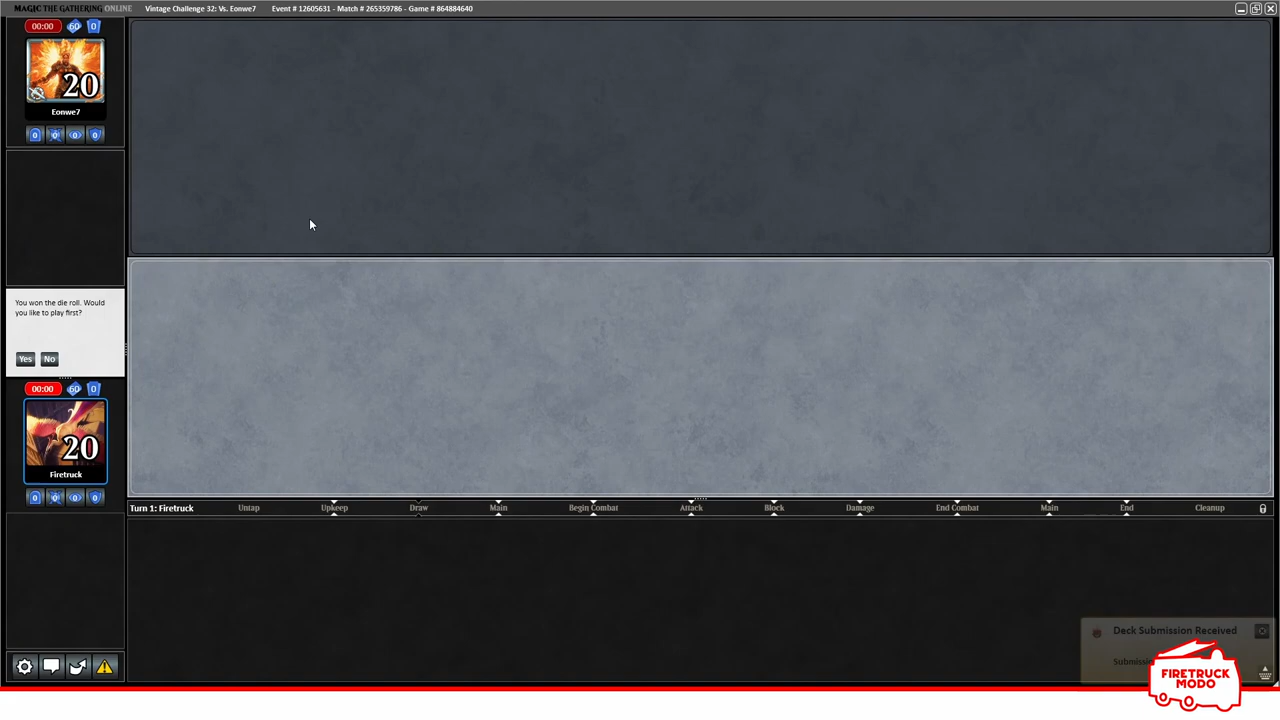 MAGIC THE GATHERING ONLINE Vintage Challenge 32: Vs. Eonwe7 Event # 12605631 - Match # 265359786 - Game # 864884640
00:00 60 0
20
Eonwe7
0 0 0 0
You won the die roll. Would
you like to play first?
Yes No
00:00 60 0
20
Firetruck
0 0 0 0
Turn 1: Firetruck Untap Upkeep Draw Main Begin Combat Attack Block Damage End Combat Main End Cleanup
Deck Submission Received
FIRETRUCK
MODO